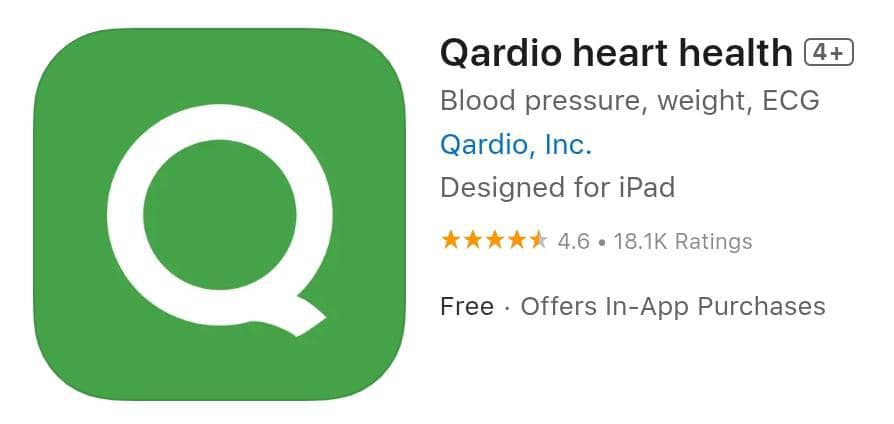 Q
Qardio heart health 4+
Blood pressure, weight, ECG
Qardio, Inc.
Designed for iPad
4.6 • 18.1K Ratings
Free · Offers In-App Purchases